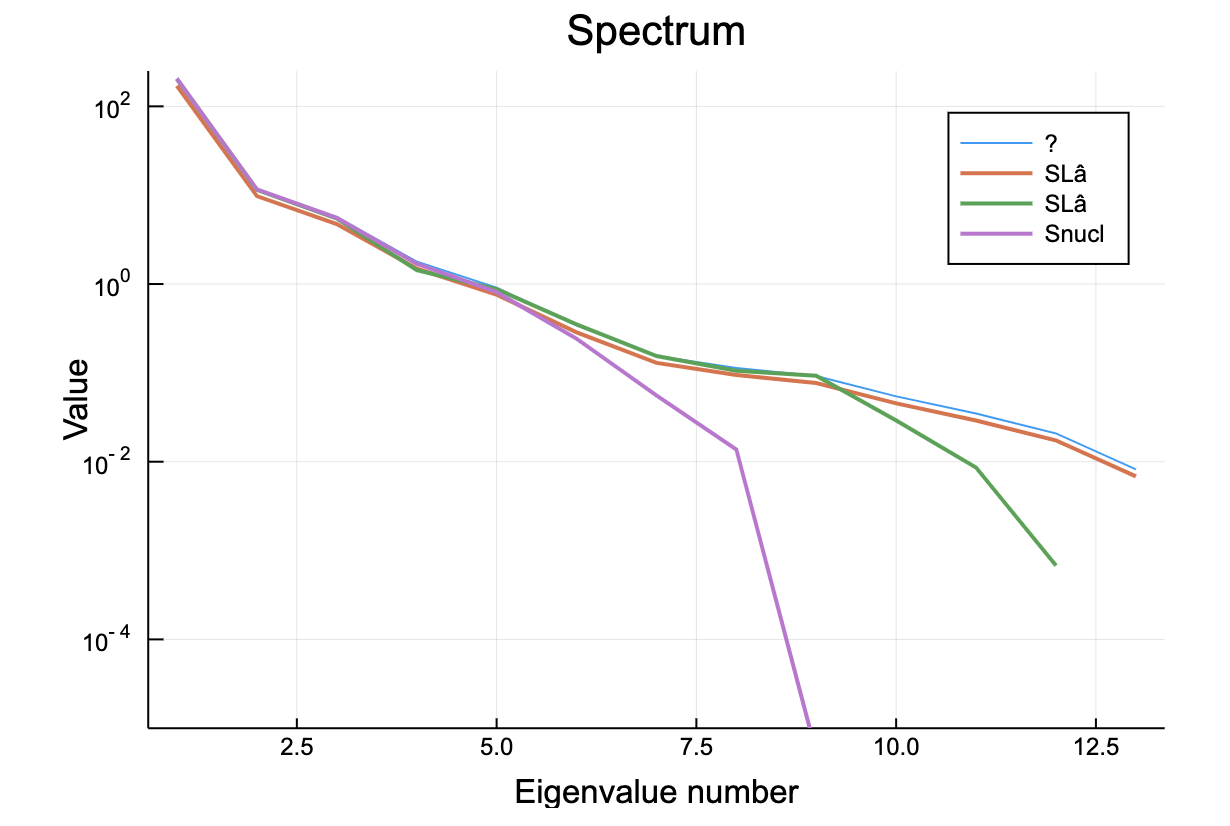 Spectrum
10²
10⁰
10⁻²
10⁻⁴
Value
?
SLâ
SLâ
Snucl
2.5 5.0 7.5 10.0 12.5
Eigenvalue number